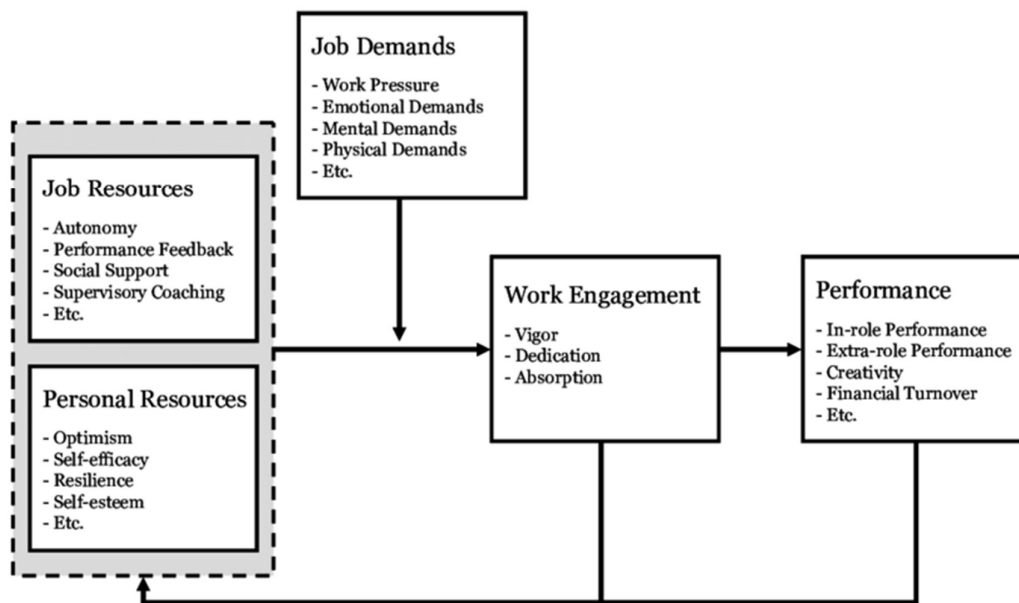 Job Demands
- Work Pressure
- Emotional Demands
- Mental Demands
- Physical Demands
- Etc.
Job Resources
- Autonomy
- Performance Feedback
- Social Support
- Supervisory Coaching
- Etc.
Personal Resources
- Optimism
- Self-efficacy
- Resilience
- Self-esteem
- Etc.
Work Engagement
- Vigor
- Dedication
- Absorption
Performance
- In-role Performance
- Extra-role Performance
- Creativity
- Financial Turnover
- Etc.